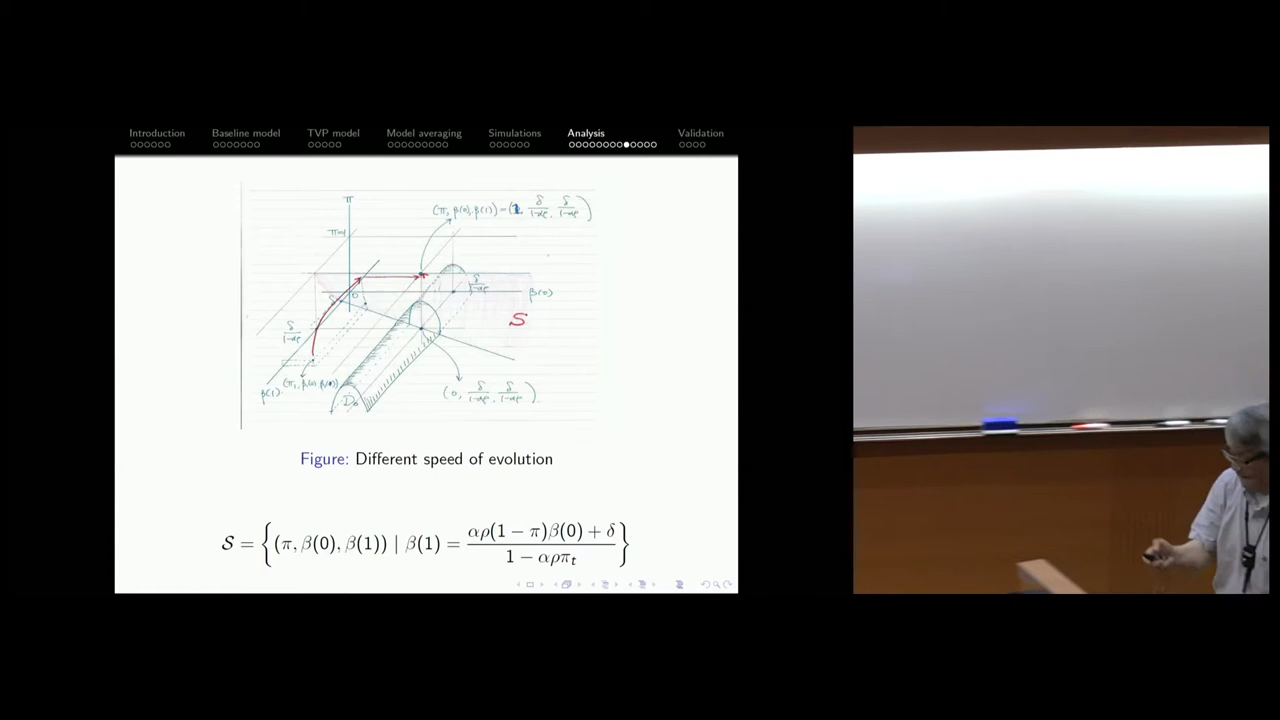 Introduction Baseline model TVP model Model averaging Simulations Analysis Validation
π
(π, β(0), β(1)) = (1, δ/(1-αρ), δ/(1-αρ))
π=1
δ/(1-αρ)
0
β(0)
S
δ/(1-αρ)
β(1)
D₀
(0, δ/(1-αρ), δ/(1-αρ))
Figure: Different speed of evolution
S = { (π, β(0), β(1)) | β(1) = (αρ(1 − π)β(0) + δ) / (1 − αρπₜ) }